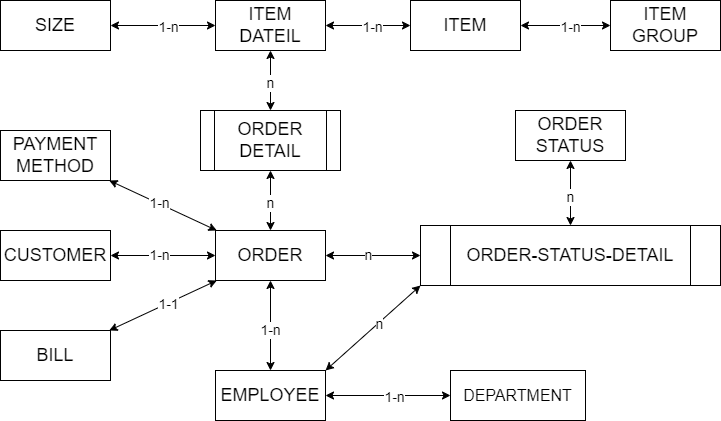 SIZE
1-n
ITEM
DATEIL
1-n
ITEM
1-n
ITEM
GROUP
n
PAYMENT
METHOD
ORDER
DETAIL
ORDER
STATUS
1-n
n
n
CUSTOMER
1-n
ORDER
n
ORDER-STATUS-DETAIL
1-1
1-n
n
BILL
EMPLOYEE
1-n
DEPARTMENT